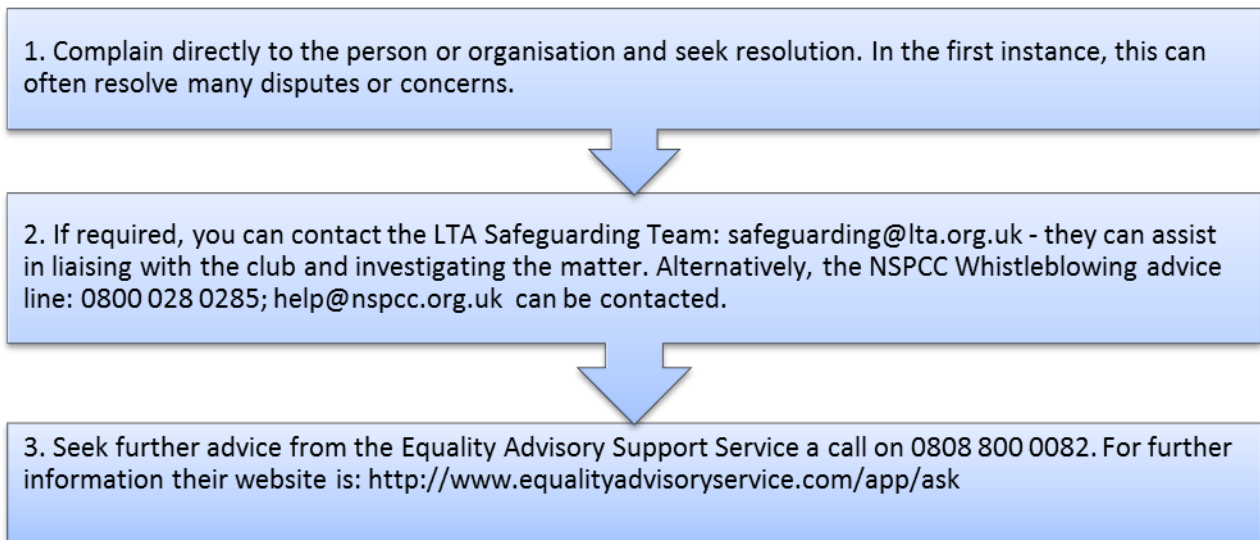 1. Complain directly to the person or organisation and seek resolution. In the first instance, this can
often resolve many disputes or concerns.
2. If required, you can contact the LTA Safeguarding Team: safeguarding@lta.org.uk - they can assist
in liaising with the club and investigating the matter. Alternatively, the NSPCC Whistleblowing advice
line: 0800 028 0285; help@nspcc.org.uk can be contacted.
3. Seek further advice from the Equality Advisory Support Service a call on 0808 800 0082. For further
information their website is: http://www.equalityadvisoryservice.com/app/ask